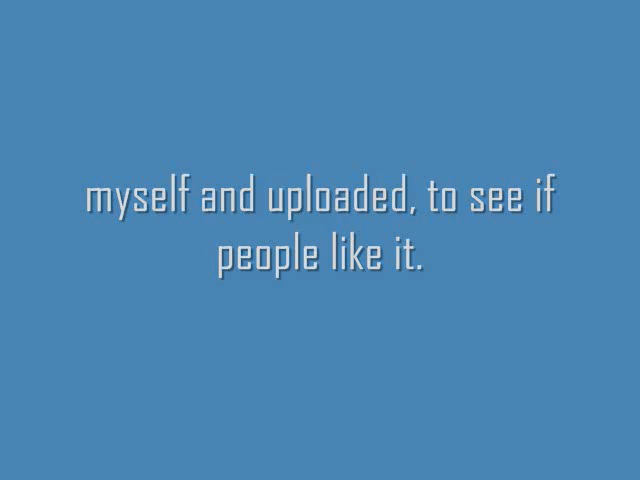 myself and uploaded, to see if
people like it.